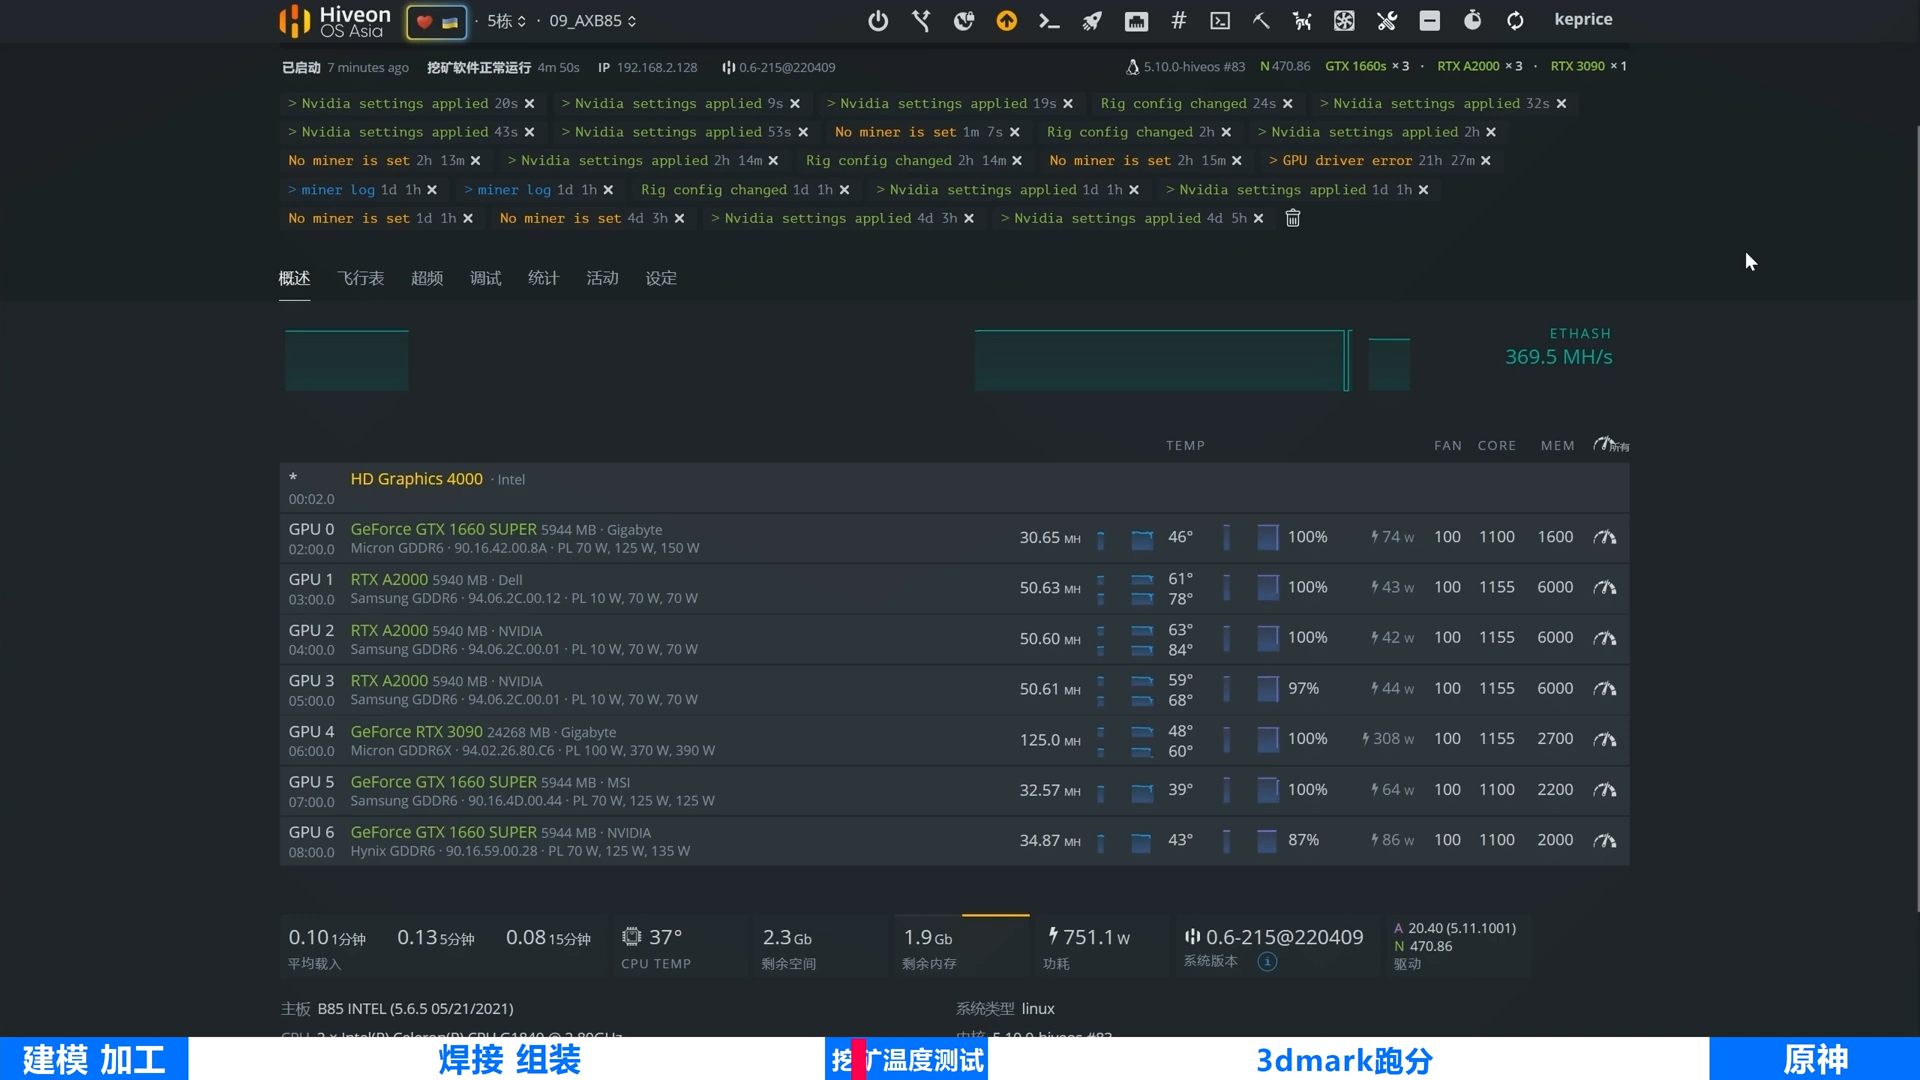 Hiveon
OS Asia
· 5栋 · 09_AXB85
keprice
已启动 7 minutes ago 挖矿软件正常运行 4m 50s IP 192.168.2.128 0.6-215@220409
5.10.0-hiveos #83 N 470.86 GTX 1660s × 3 · RTX A2000 × 3 · RTX 3090 × 1
> Nvidia settings applied 20s × > Nvidia settings applied 9s × > Nvidia settings applied 19s × Rig config changed 24s × > Nvidia settings applied 32s ×
> Nvidia settings applied 43s × > Nvidia settings applied 53s × No miner is set 1m 7s × Rig config changed 2h × > Nvidia settings applied 2h ×
No miner is set 2h 13m × > Nvidia settings applied 2h 14m × Rig config changed 2h 14m × No miner is set 2h 15m × > GPU driver error 21h 27m ×
> miner log 1d 1h × > miner log 1d 1h × Rig config changed 1d 1h × > Nvidia settings applied 1d 1h × > Nvidia settings applied 1d 1h ×
No miner is set 1d 1h × No miner is set 4d 3h × > Nvidia settings applied 4d 3h × > Nvidia settings applied 4d 5h ×
概述 飞行表 超频 调试 统计 活动 设定
ETHASH
369.5 MH/s
TEMP FAN CORE MEM 所有
* HD Graphics 4000 · Intel
00:02.0
GPU 0 GeForce GTX 1660 SUPER 5944 MB · Gigabyte 30.65 MH 46° 100% 74 W 100 1100 1600
02:00.0 Micron GDDR6 · 90.16.42.00.8A · PL 70 W, 125 W, 150 W
GPU 1 RTX A2000 5940 MB · Dell 50.63 MH 61° 100% 43 W 100 1155 6000
03:00.0 Samsung GDDR6 · 94.06.2C.00.12 · PL 10 W, 70 W, 70 W 78°
GPU 2 RTX A2000 5940 MB · NVIDIA 50.60 MH 63° 100% 42 W 100 1155 6000
04:00.0 Samsung GDDR6 · 94.06.2C.00.01 · PL 10 W, 70 W, 70 W 84°
GPU 3 RTX A2000 5940 MB · NVIDIA 50.61 MH 59° 97% 44 W 100 1155 6000
05:00.0 Samsung GDDR6 · 94.06.2C.00.01 · PL 10 W, 70 W, 70 W 68°
GPU 4 GeForce RTX 3090 24268 MB · Gigabyte 125.0 MH 48° 100% 308 W 100 1155 2700
06:00.0 Micron GDDR6X · 94.02.26.80.C6 · PL 100 W, 370 W, 390 W 60°
GPU 5 GeForce GTX 1660 SUPER 5944 MB · MSI 32.57 MH 39° 100% 64 W 100 1100 2200
07:00.0 Samsung GDDR6 · 90.16.4D.00.44 · PL 70 W, 125 W, 125 W
GPU 6 GeForce GTX 1660 SUPER 5944 MB · NVIDIA 34.87 MH 43° 87% 86 W 100 1100 2000
08:00.0 Hynix GDDR6 · 90.16.59.00.28 · PL 70 W, 125 W, 135 W
0.10 1分钟 0.13 5分钟 0.08 15分钟 37° 2.3 Gb 1.9 Gb 751.1 W 0.6-215@220409 A 20.40 (5.11.1001)
N 470.86
平均载入 CPU TEMP 剩余空间 剩余内存 功耗 系统版本 驱动
主板 B85 INTEL (5.6.5 05/21/2021) 系统类型 linux
建模 加工 焊接 组装 挖矿温度测试 3dmark跑分 原神